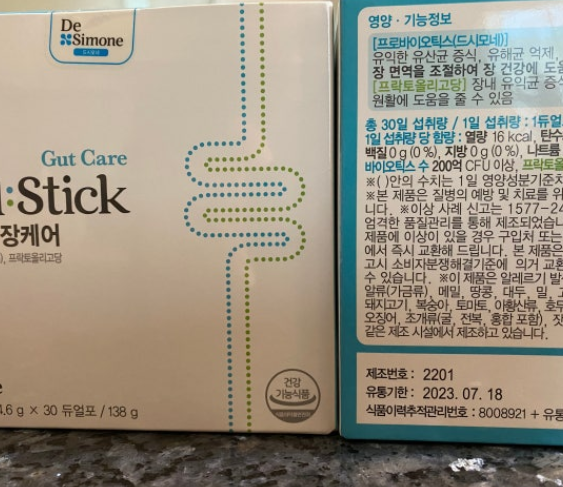 De
Simone
Gut Care
Stick
장케어
프락토올리고당
4.6 g × 30 듀얼포 / 138 g
건강
기능식품
영양 · 기능정보
[프로바이오틱스(드시모네)]
유익한 유산균 증식, 유해균 억제,
장 면역을 조절하여 장 건강에 도움
[프락토올리고당] 장내 유익균 증식
원활에 도움을 줄 수 있음
총 30일 섭취량 / 1일 섭취량 : 1듀얼
1일 섭취량 당 함량 : 열량 16 kcal, 탄수
백질 0 g (0 %), 지방 0 g (0 %), 나트륨
바이오틱스 수 200억 CFU 이상, 프락토올
※( )안의 수치는 1일 영양성분기준치
※본 제품은 질병의 예방 및 치료를 위
니다. ※이상 사례 신고는 1577-24
엄격한 품질관리를 통해 제조되었습
제품에 이상이 있을 경우 구입처 또는
에서 즉시 교환해 드립니다. 본 제품은
고시 소비자분쟁해결기준에 의거 교환
수 있습니다. ※이 제품은 알레르기 발
알류(가금류), 메밀, 땅콩, 대두, 밀, 고
돼지고기, 복숭아, 토마토, 아황산류, 호두
오징어, 조개류(굴, 전복, 홍합 포함), 잣
같은 제조 시설에서 제조하고 있습니다.
제조번호 : 2201
유통기한 : 2023. 07. 18
식품이력추적관리번호 : 8008921 + 유통